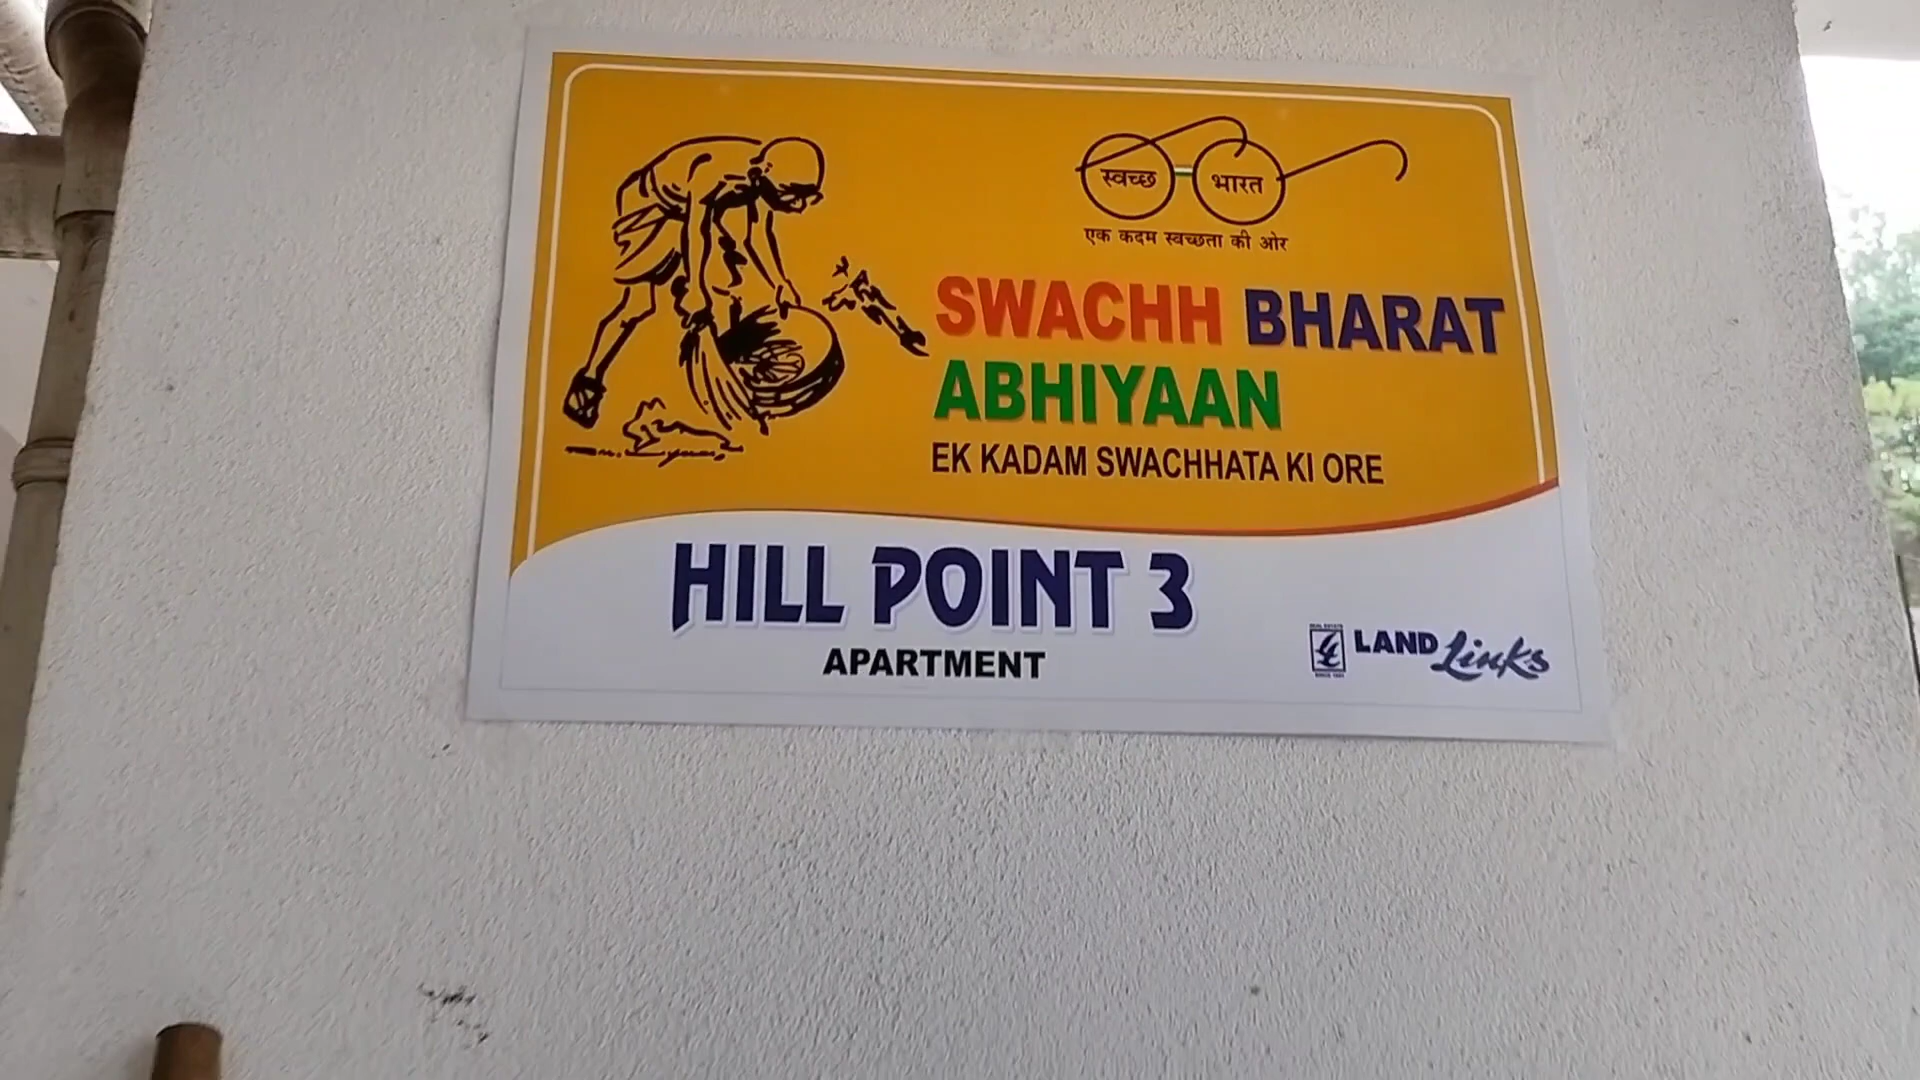 स्वच्छ भारत
एक कदम स्वच्छता की ओर
SWACHH BHARAT
ABHIYAAN
EK KADAM SWACHHATA KI ORE
HILL POINT 3
APARTMENT
LAND Links